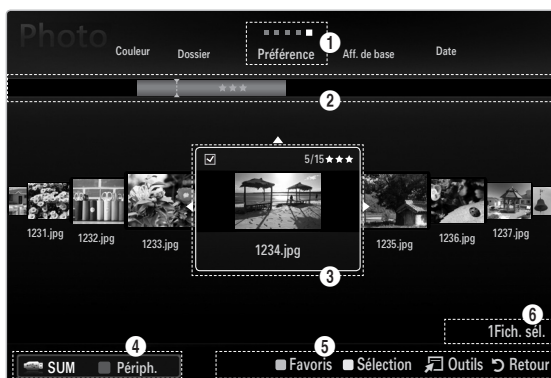 Photo
Couleur Dossier Préférence Aff. de base Date
1
★★★
2
5/15★★★
1231.jpg 1232.jpg 1233.jpg 1234.jpg 1235.jpg 1236.jpg 1237.jpg
3
6
1Fich. sél.
4 5
SUM Périph. Favoris Sélection Outils Retour